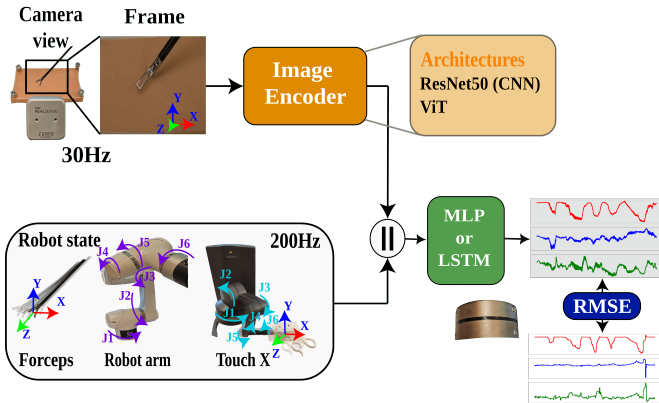 Camera
view
Frame
Y
X
Z
30Hz
Image
Encoder
Architectures
ResNet50 (CNN)
ViT
Robot state
200Hz
Y
X
Z
Forceps
J4
J5
J6
J3
J2
J1
Robot arm
J2
J3
J1
J4
J6
J5
Y
X
Z
Touch X
||
MLP
or
LSTM
RMSE